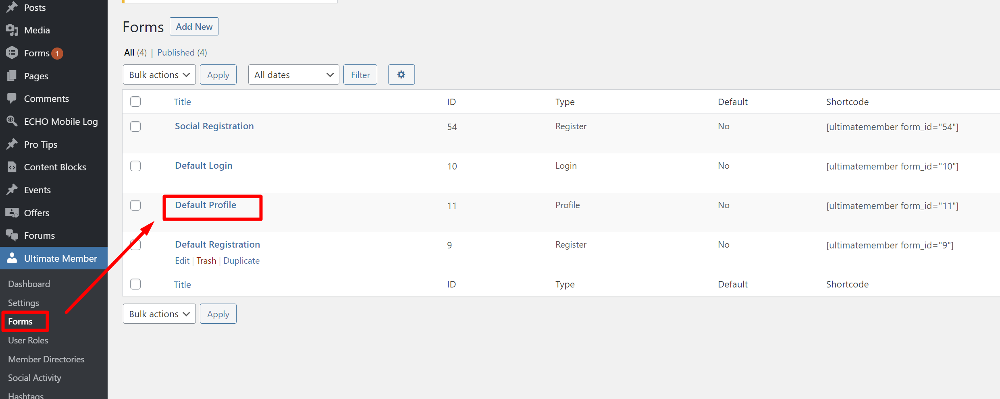 Posts
Media
Forms 1
Pages
Comments
ECHO Mobile Log
Pro Tips
Content Blocks
Events
Offers
Forums
Ultimate Member
Dashboard
Settings
Forms
User Roles
Member Directories
Social Activity
Hashtags
Forms Add New
All (4) | Published (4)
Bulk actions Apply All dates Filter
Title ID Type Default Shortcode
Social Registration 54 Register No [ultimatemember form_id="54"]
Default Login 10 Login No [ultimatemember form_id="10"]
Default Profile 11 Profile No [ultimatemember form_id="11"]
Default Registration 9 Register No [ultimatemember form_id="9"]
Edit | Trash | Duplicate
Title ID Type Default Shortcode
Bulk actions Apply